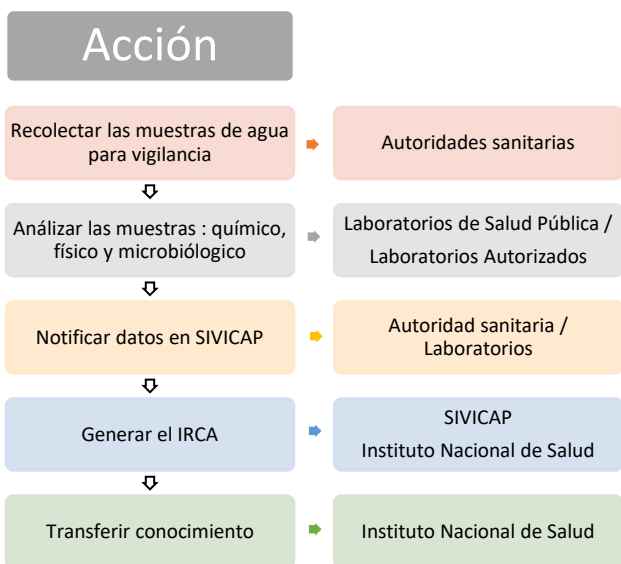 Acción
Recolectar las muestras de agua
para vigilancia
Autoridades sanitarias
Análizar las muestras : químico,
físico y microbiólogico
Laboratorios de Salud Pública /
Laboratorios Autorizados
Notificar datos en SIVICAP
Autoridad sanitaria /
Laboratorios
Generar el IRCA
SIVICAP
Instituto Nacional de Salud
Transferir conocimiento
Instituto Nacional de Salud